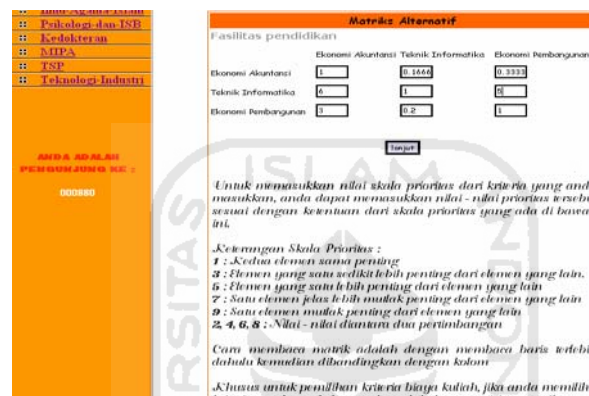 :: Ilmu Agama Islam
:: Psikologi dan ISB
:: Kedokteran
:: MIPA
:: TSP
:: Teknologi Industri
ANDA ADALAH
PENGUNJUNG KE :
000880
Matriks Alternatif
Fasilitas pendidikan
Ekonomi Akuntansi Teknik Informatika Ekonomi Pembangunan
Ekonomi Akuntansi 1 0.1666 0.3333
Teknik Informatika 6 1 5
Ekonomi Pembangunan 3 0.2 1
lanjut
Untuk memasukkan nilai skala prioritas dari kriteria yang and
masukkan, anda dapat memasukkan nilai - nilai prioritas tersebu
sesuai dengan ketentuan dari skala prioritas yang ada di bawa
ini.
Keterangan Skala Prioritas :
1 : Kedua elemen sama penting
3 : Elemen yang satu sedikit lebih penting dari elemen yang lain.
5 : Elemen yang satu lebih penting dari elemen yang lain
7 : Satu elemen jelas lebih mutlak penting dari elemen yang lain
9 : Satu elemen mutlak penting dari elemen yang lain
2, 4, 6, 8 : Nilai - nilai diantara dua pertimbangan
Cara membaca matrik adalah dengan membaca baris terlebi
dahulu kemudian dibandingkan dengan kolom
Khusus untuk pemilihan kriteria biaya kuliah, jika anda memilih
ISLAM